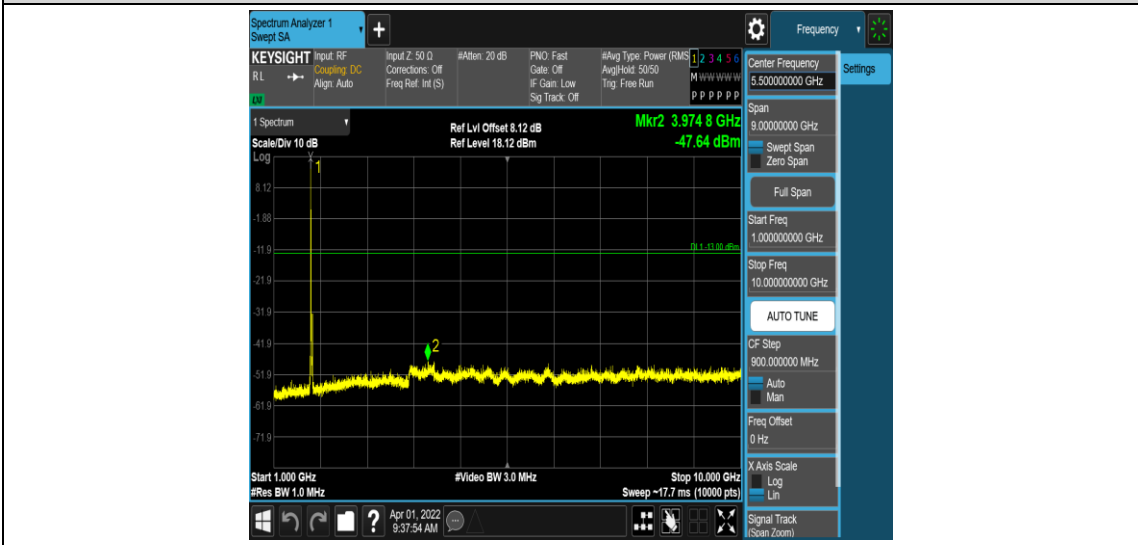 Spectrum Analyzer 1
Swept SA
+
Frequency
KEYSIGHT
RL
LXI
Input: RF
Coupling: DC
Align: Auto
Input Z: 50 Ω
Corrections: Off
Freq Ref: Int (S)
#Atten: 20 dB
PNO: Fast
Gate: Off
IF Gain: Low
Sig Track: Off
#Avg Type: Power (RMS
Avg|Hold: 50/50
Trig: Free Run
1 2 3 4 5 6
M W W W W W
P P P P P P
1 Spectrum
Scale/Div 10 dB
Log
Ref Lvl Offset 8.12 dB
Ref Level 18.12 dBm
Mkr2 3.974 8 GHz
-47.64 dBm
1
8.12
-1.88
-11.9
DL1 -13.00 dBm
-21.9
-31.9
-41.9
2
-51.9
-61.9
-71.9
Start 1.000 GHz
#Res BW 1.0 MHz
#Video BW 3.0 MHz
Stop 10.000 GHz
Sweep ~17.7 ms (10000 pts)
?
Apr 01, 2022
9:37:54 AM
Center Frequency
5.500000000 GHz
Span
9.00000000 GHz
Swept Span
Zero Span
Full Span
Start Freq
1.000000000 GHz
Stop Freq
10.000000000 GHz
AUTO TUNE
CF Step
900.000000 MHz
Auto
Man
Freq Offset
0 Hz
X Axis Scale
Log
Lin
Signal Track
(Span Zoom)
Settings